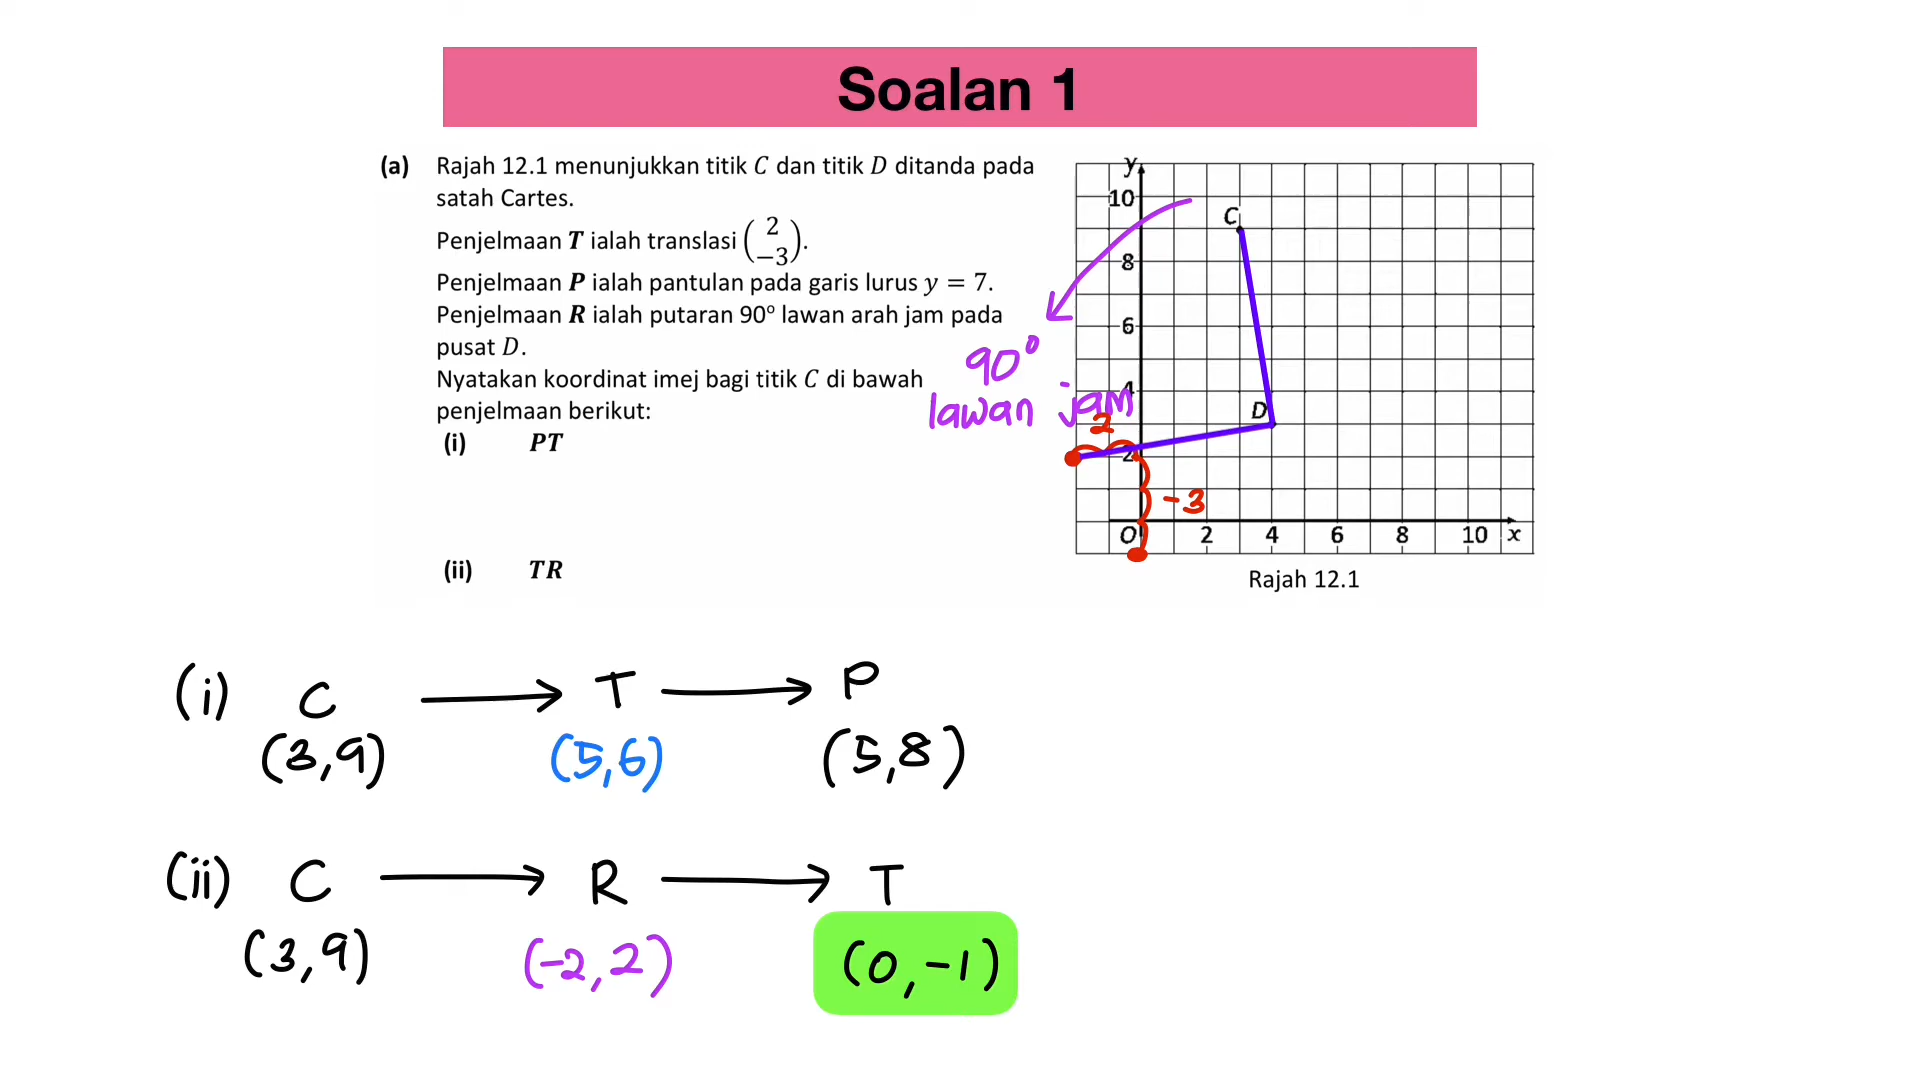 Soalan 1
(a) Rajah 12.1 menunjukkan titik C dan titik D ditanda pada
satah Cartes.
Penjelmaan T ialah translasi (2 −3).
Penjelmaan P ialah pantulan pada garis lurus y = 7.
Penjelmaan R ialah putaran 90° lawan arah jam pada
pusat D.
Nyatakan koordinat imej bagi titik C di bawah
penjelmaan berikut:
(i) PT
(ii) TR
y
10
C
8
6
4
D
2
O 2 4 6 8 10 x
Rajah 12.1
90°
lawan jam
2
-3
(i) C → T → P
(3,9) (5,6) (5,8)
(ii) C → R → T
(3,9) (-2,2) (0,-1)